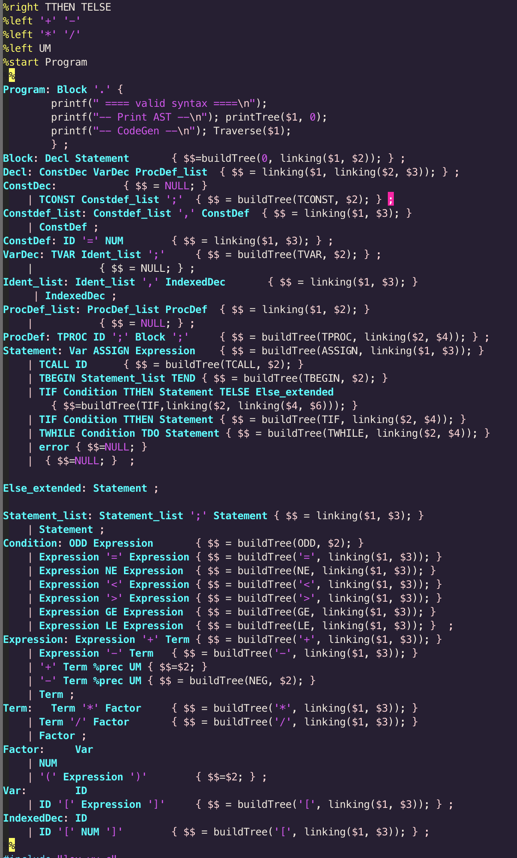 %right TTHEN TELSE
%left '+' '-'
%left '*' '/'
%left UM
%start Program
%
Program: Block '.' {
printf(" ==== valid syntax ====\n");
printf("-- Print AST --\n"); printTree($1, 0);
printf("-- CodeGen --\n"); Traverse($1);
} ;
Block: Decl Statement { $$=buildTree(0, linking($1, $2)); } ;
Decl: ConstDec VarDec ProcDef_list { $$ = linking($1, linking($2, $3)); } ;
ConstDec: { $$ = NULL; }
| TCONST Constdef_list ';' { $$ = buildTree(TCONST, $2); } ;
Constdef_list: Constdef_list ',' ConstDef { $$ = linking($1, $3); }
| ConstDef ;
ConstDef: ID '=' NUM { $$ = linking($1, $3); } ;
VarDec: TVAR Ident_list ';' { $$ = buildTree(TVAR, $2); } ;
| { $$ = NULL; } ;
Ident_list: Ident_list ',' IndexedDec { $$ = linking($1, $3); }
| IndexedDec ;
ProcDef_list: ProcDef_list ProcDef { $$ = linking($1, $2); }
| { $$ = NULL; } ;
ProcDef: TPROC ID ';' Block ';' { $$ = buildTree(TPROC, linking($2, $4)); } ;
Statement: Var ASSIGN Expression { $$ = buildTree(ASSIGN, linking($1, $3)); }
| TCALL ID { $$ = buildTree(TCALL, $2); }
| TBEGIN Statement_list TEND { $$ = buildTree(TBEGIN, $2); }
| TIF Condition TTHEN Statement TELSE Else_extended
{ $$=buildTree(TIF,linking($2, linking($4, $6))); }
| TIF Condition TTHEN Statement { $$ = buildTree(TIF, linking($2, $4)); }
| TWHILE Condition TDO Statement { $$ = buildTree(TWHILE, linking($2, $4)); }
| error { $$=NULL; }
| { $$=NULL; } ;
Else_extended: Statement ;
Statement_list: Statement_list ';' Statement { $$ = linking($1, $3); }
| Statement ;
Condition: ODD Expression { $$ = buildTree(ODD, $2); }
| Expression '=' Expression { $$ = buildTree('=', linking($1, $3)); }
| Expression NE Expression { $$ = buildTree(NE, linking($1, $3)); }
| Expression '<' Expression { $$ = buildTree('<', linking($1, $3)); }
| Expression '>' Expression { $$ = buildTree('>', linking($1, $3)); }
| Expression GE Expression { $$ = buildTree(GE, linking($1, $3)); }
| Expression LE Expression { $$ = buildTree(LE, linking($1, $3)); } ;
Expression: Expression '+' Term { $$ = buildTree('+', linking($1, $3)); }
| Expression '-' Term { $$ = buildTree('-', linking($1, $3)); }
| '+' Term %prec UM { $$=$2; }
| '-' Term %prec UM { $$ = buildTree(NEG, $2); }
| Term ;
Term: Term '*' Factor { $$ = buildTree('*', linking($1, $3)); }
| Term '/' Factor { $$ = buildTree('/', linking($1, $3)); }
| Factor ;
Factor: Var
| NUM
| '(' Expression ')' { $$=$2; } ;
Var: ID
| ID '[' Expression ']' { $$ = buildTree('[', linking($1, $3)); } ;
IndexedDec: ID
| ID '[' NUM ']' { $$ = buildTree('[', linking($1, $3)); } ;
%